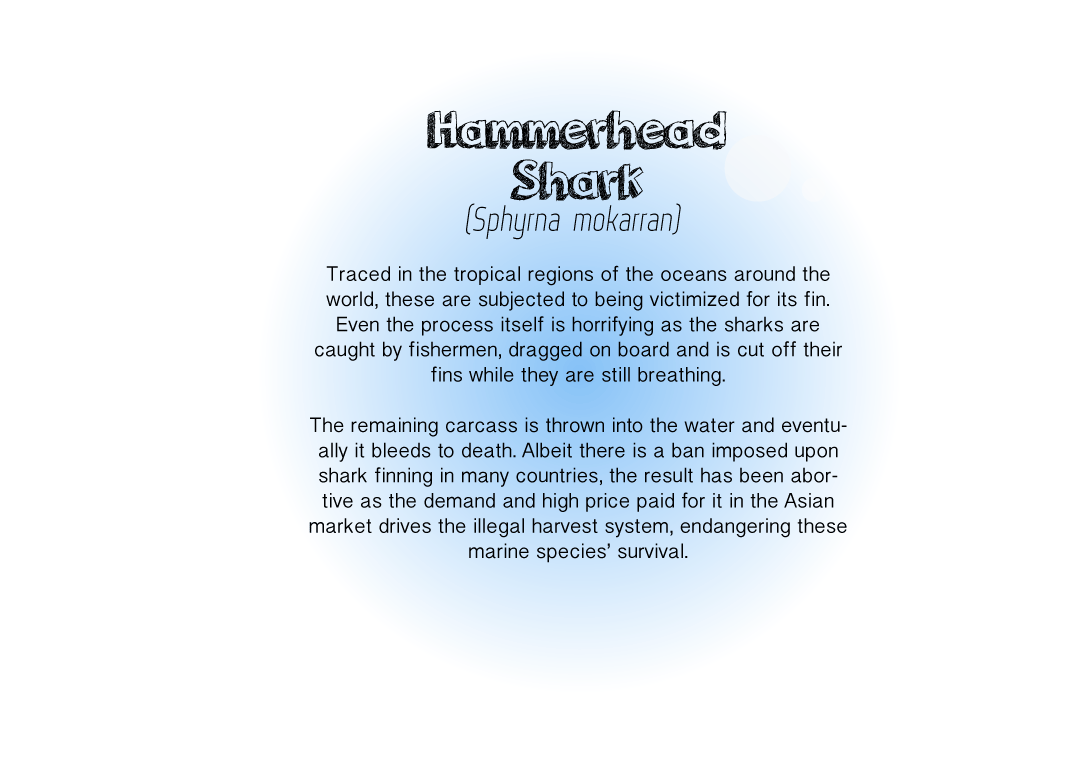 Hammerhead
Shark
(Sphyrna mokarran)
Traced in the tropical regions of the oceans around the
world, these are subjected to being victimized for its fin.
Even the process itself is horrifying as the sharks are
caught by fishermen, dragged on board and is cut off their
fins while they are still breathing.
The remaining carcass is thrown into the water and eventu-
ally it bleeds to death. Albeit there is a ban imposed upon
shark finning in many countries, the result has been abor-
tive as the demand and high price paid for it in the Asian
market drives the illegal harvest system, endangering these
marine species’ survival.